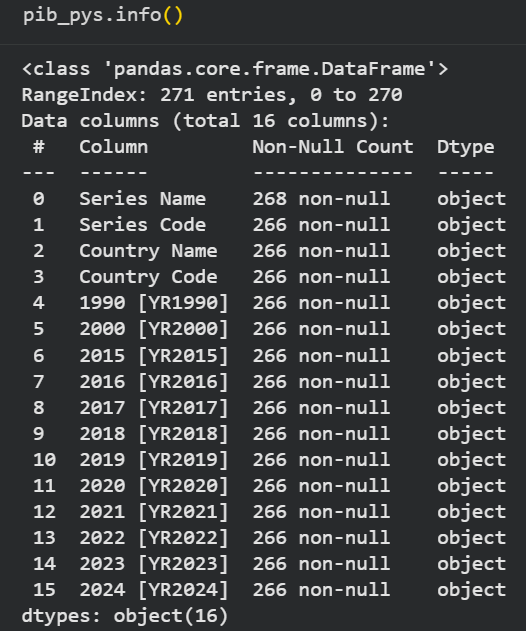 pib_pys.info()
<class 'pandas.core.frame.DataFrame'>
RangeIndex: 271 entries, 0 to 270
Data columns (total 16 columns):
 #   Column         Non-Null Count  Dtype
---  ------         --------------  -----
 0   Series Name    268 non-null    object
 1   Series Code    266 non-null    object
 2   Country Name   266 non-null    object
 3   Country Code   266 non-null    object
 4   1990 [YR1990]  266 non-null    object
 5   2000 [YR2000]  266 non-null    object
 6   2015 [YR2015]  266 non-null    object
 7   2016 [YR2016]  266 non-null    object
 8   2017 [YR2017]  266 non-null    object
 9   2018 [YR2018]  266 non-null    object
 10  2019 [YR2019]  266 non-null    object
 11  2020 [YR2020]  266 non-null    object
 12  2021 [YR2021]  266 non-null    object
 13  2022 [YR2022]  266 non-null    object
 14  2023 [YR2023]  266 non-null    object
 15  2024 [YR2024]  266 non-null    object
dtypes: object(16)